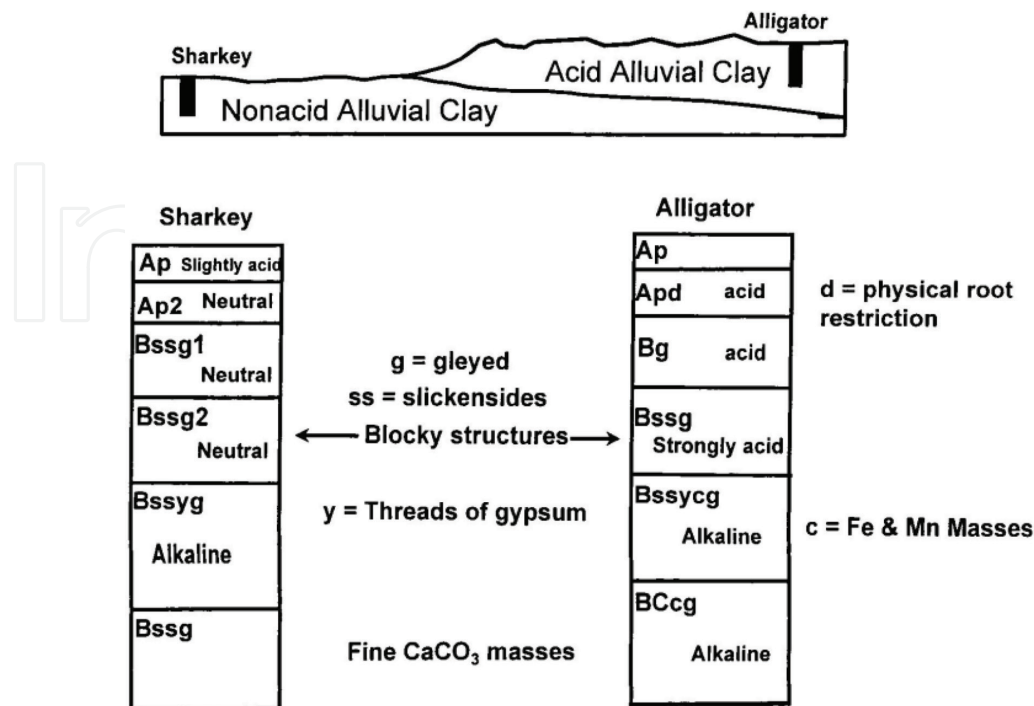 Alligator
Sharkey
Acid Alluvial Clay
Nonacid Alluvial Clay
Sharkey
Ap Slightly acid
Ap2 Neutral
Bssg1
Neutral
Bssg2
Neutral
Bssyg
Alkaline
Bssg
g = gleyed
ss = slickensides
Blocky structures
y = Threads of gypsum
Fine CaCO₃ masses
Alligator
Ap
Apd acid
Bg acid
Bssg
Strongly acid
Bssycg
Alkaline
BCcg
Alkaline
d = physical root
restriction
c = Fe & Mn Masses